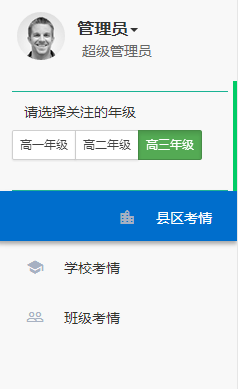 管理员
超级管理员
请选择关注的年级
高一年级 高二年级 高三年级
县区考情
学校考情
班级考情